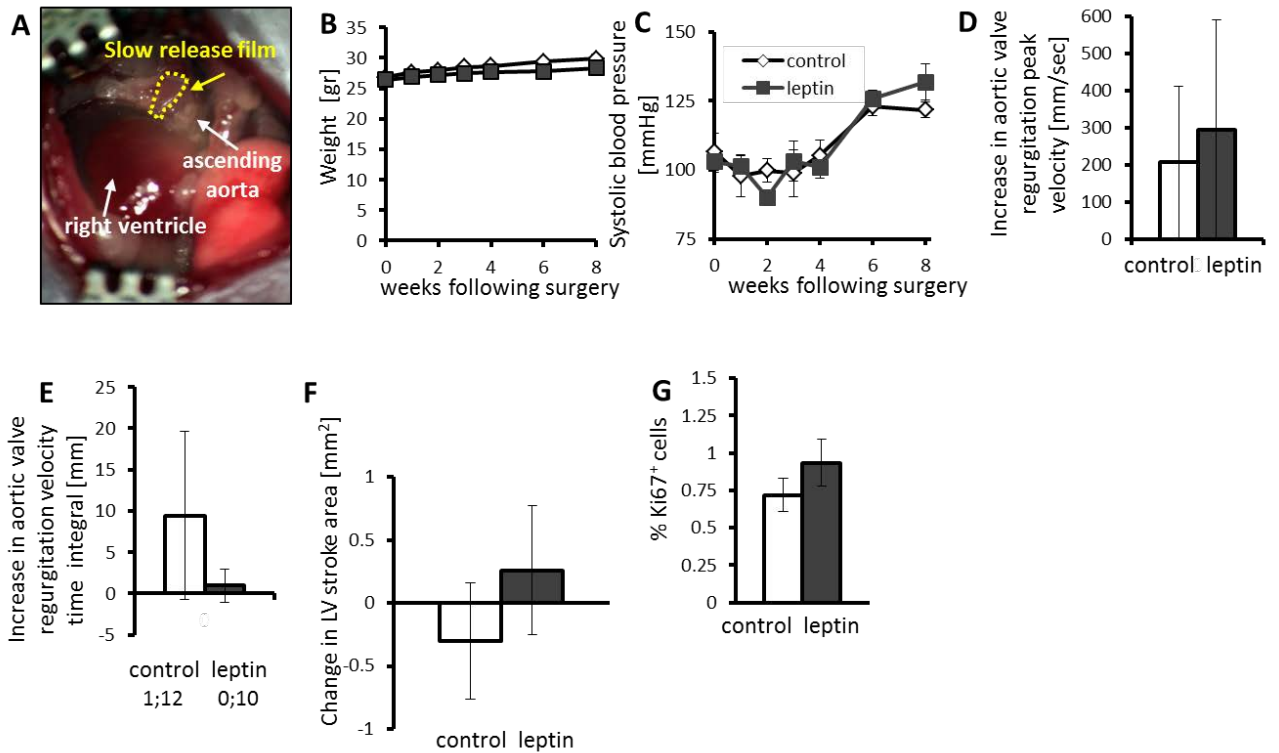 A
Slow release film
ascending
aorta
right ventricle
B
Weight [gr]
35
30
25
20
15
10
5
0
0 2 4 6 8
weeks following surgery
C
Systolic blood pressure
[mmHg]
150
125
100
75
control
leptin
0 2 4 6 8
weeks following surgery
D
Increase in aortic valve
regurgitation peak
velocity [mm/sec]
600
500
400
300
200
100
0
control leptin
E
Increase in aortic valve
regurgitation velocity
time integral [mm]
25
20
15
10
5
0
-5
control leptin
1;12 0;10
F
Change in LV stroke area [mm²]
1
0.5
0
-0.5
-1
control leptin
G
% Ki67⁺ cells
1.5
1.25
1
0.75
0.5
0.25
0
control leptin